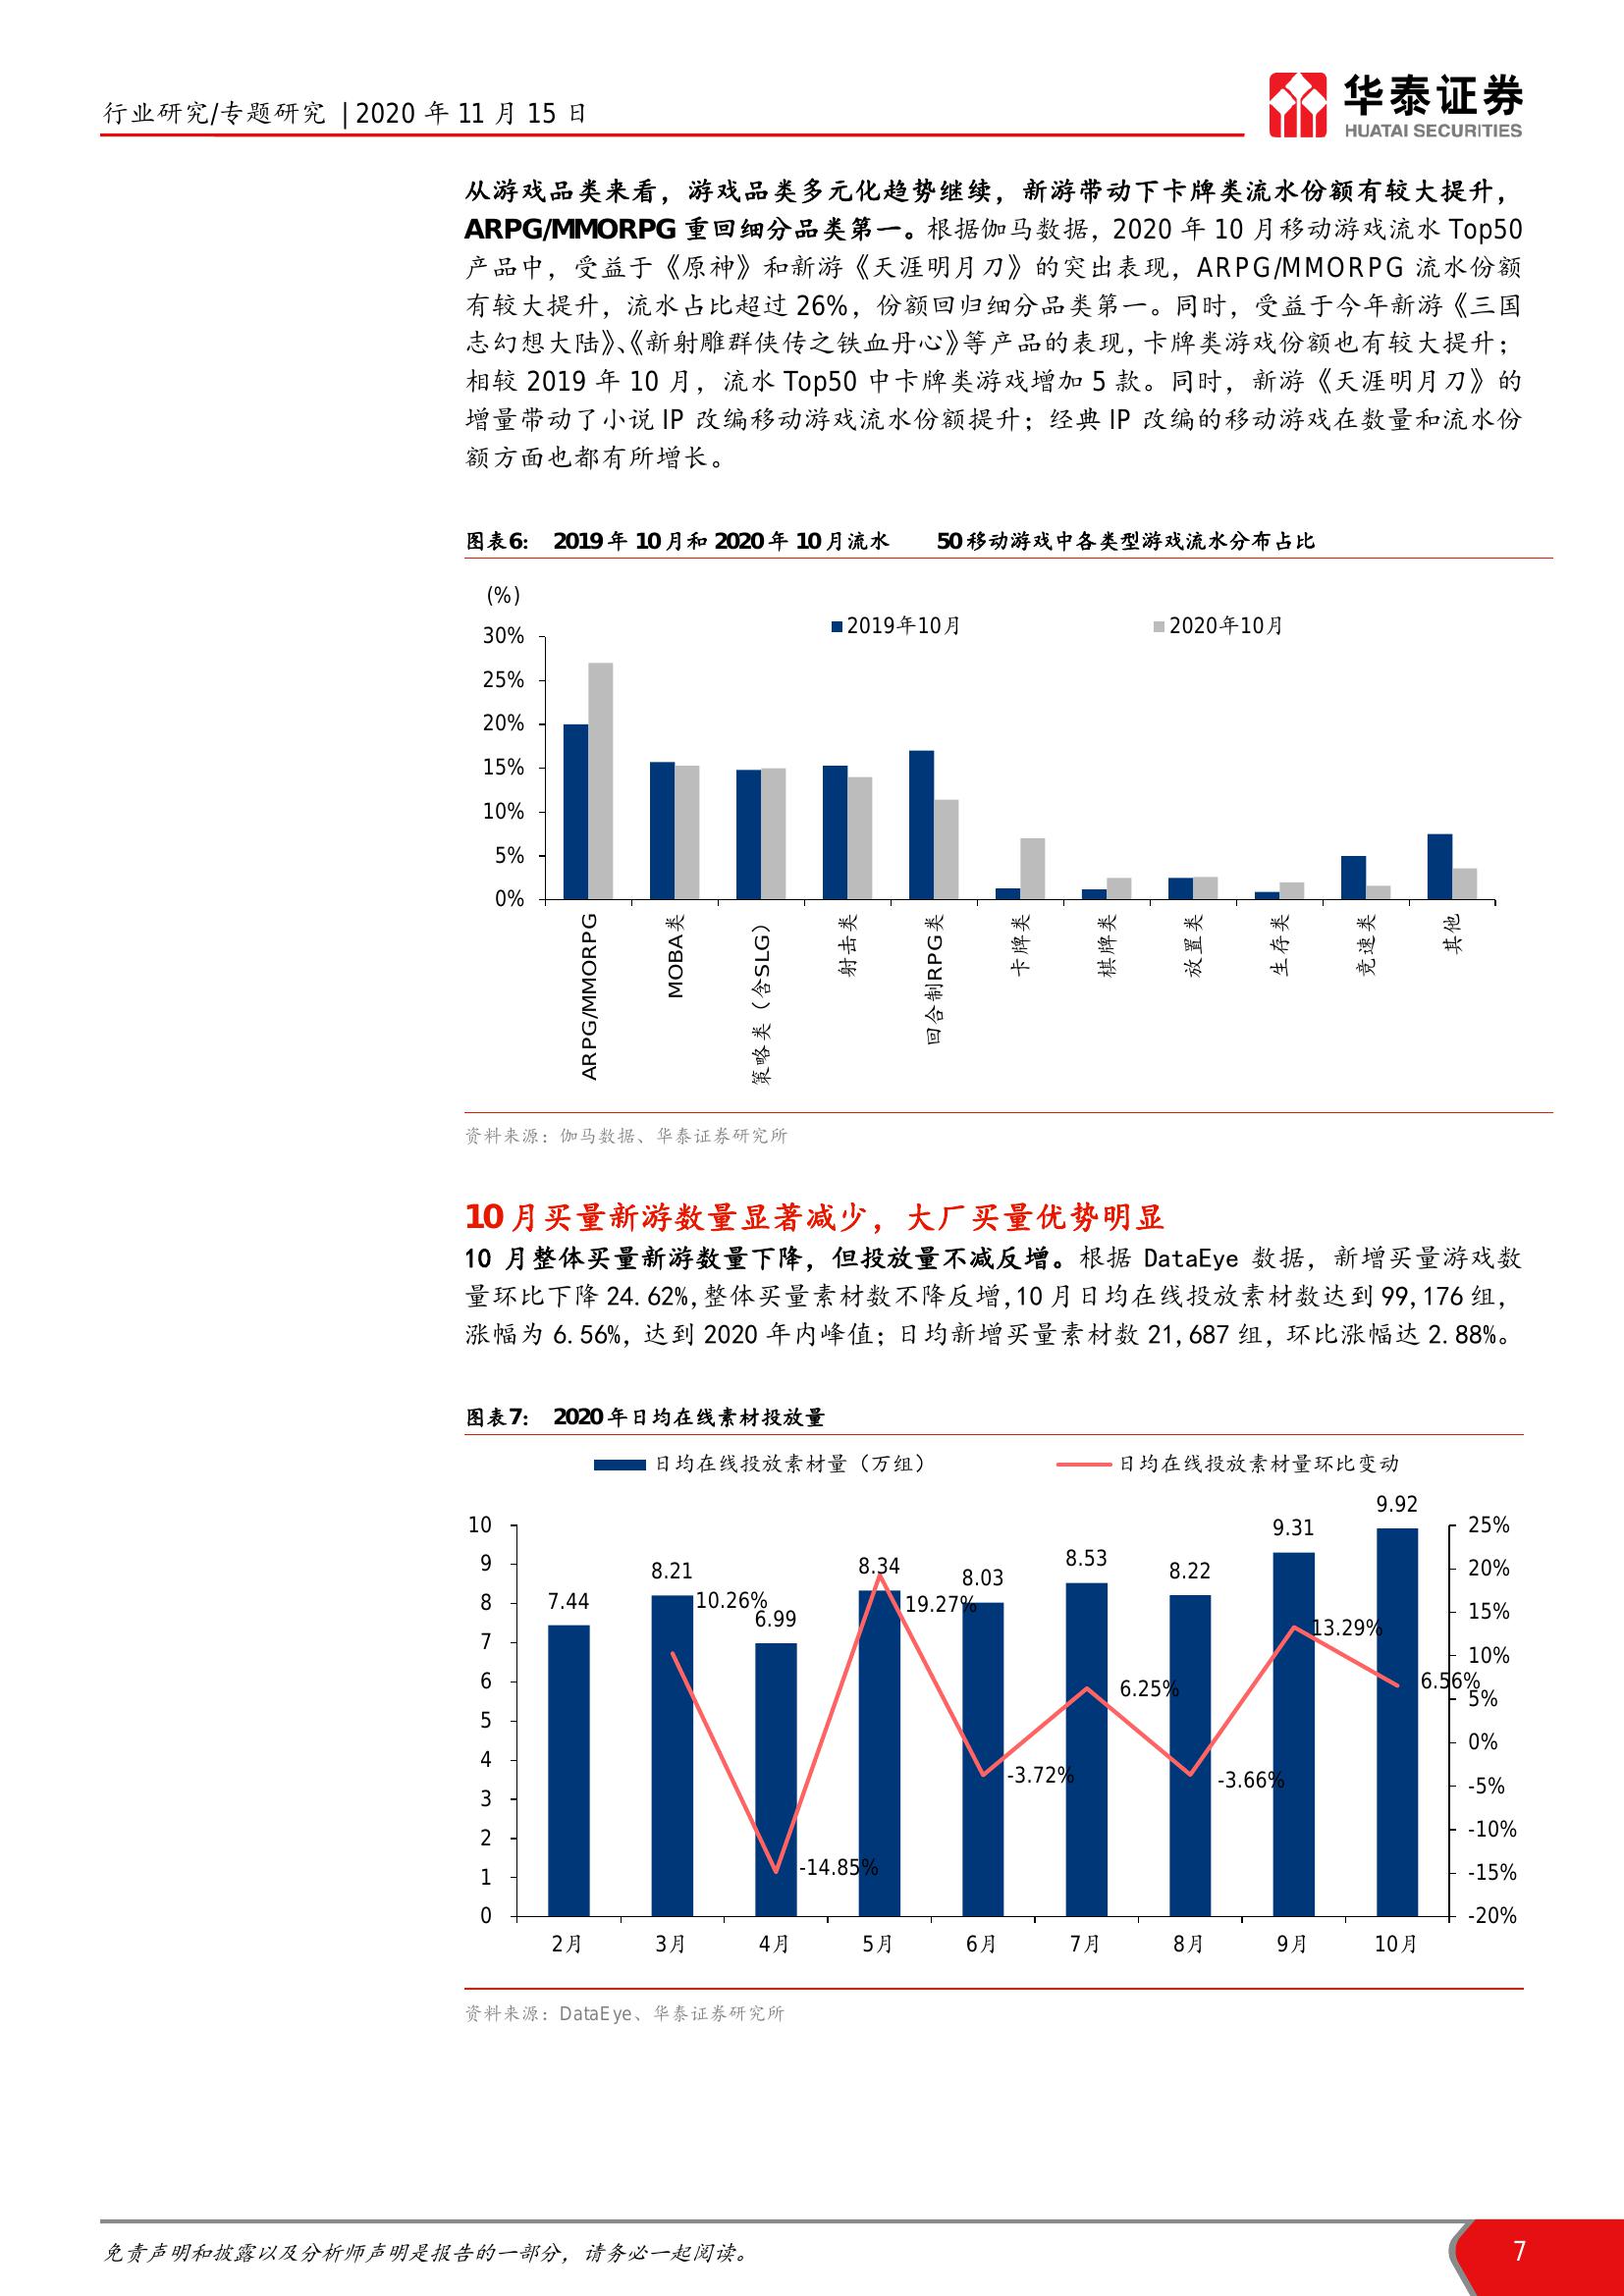 行业研究/专题研究 | 2020 年 11 月 15 日
华泰证券
HUATAI SECURITIES
从游戏品类来看，游戏品类多元化趋势继续，新游带动下卡牌类流水份额有较大提升，
ARPG/MMORPG 重回细分品类第一。根据伽马数据，2020 年 10 月移动游戏流水 Top50
产品中，受益于《原神》和新游《天涯明月刀》的突出表现，ARPG/MMORPG 流水份额
有较大提升，流水占比超过 26%，份额回归细分品类第一。同时，受益于今年新游《三国
志幻想大陆》、《新射雕群侠传之铁血丹心》等产品的表现，卡牌类游戏份额也有较大提升；
相较 2019 年 10 月，流水 Top50 中卡牌类游戏增加 5 款。同时，新游《天涯明月刀》的
增量带动了小说 IP 改编移动游戏流水份额提升；经典 IP 改编的移动游戏在数量和流水份
额方面也都有所增长。
图表6： 2019 年 10 月和 2020 年 10 月流水 50 移动游戏中各类型游戏流水分布占比
(%)
2019年10月 2020年10月
30%
25%
20%
15%
10%
5%
0%
ARPG/MMORPG
MOBA类
策略类（含SLG）
射击类
回合制RPG类
卡牌类
棋牌类
放置类
生存类
竞速类
其他
资料来源：伽马数据、华泰证券研究所
10 月买量新游数量显著减少，大厂买量优势明显
10 月整体买量新游数量下降，但投放量不减反增。根据 DataEye 数据，新增买量游戏数
量环比下降 24.62%,整体买量素材数不降反增,10 月日均在线投放素材数达到 99,176 组，
涨幅为 6.56%，达到 2020 年内峰值；日均新增买量素材数 21,687 组，环比涨幅达 2.88%。
图表7： 2020 年日均在线素材投放量
日均在线投放素材量（万组） 日均在线投放素材量环比变动
10
9
8
7
6
5
4
3
2
1
0
7.44
8.21
6.99
8.34
8.03
8.53
8.22
9.31
9.92
10.26%
-14.85%
19.27%
-3.72%
6.25%
-3.66%
13.29%
6.56%
25%
20%
15%
10%
5%
0%
-5%
-10%
-15%
-20%
2月 3月 4月 5月 6月 7月 8月 9月 10月
资料来源：DataEye、华泰证券研究所
免责声明和披露以及分析师声明是报告的一部分，请务必一起阅读。
7